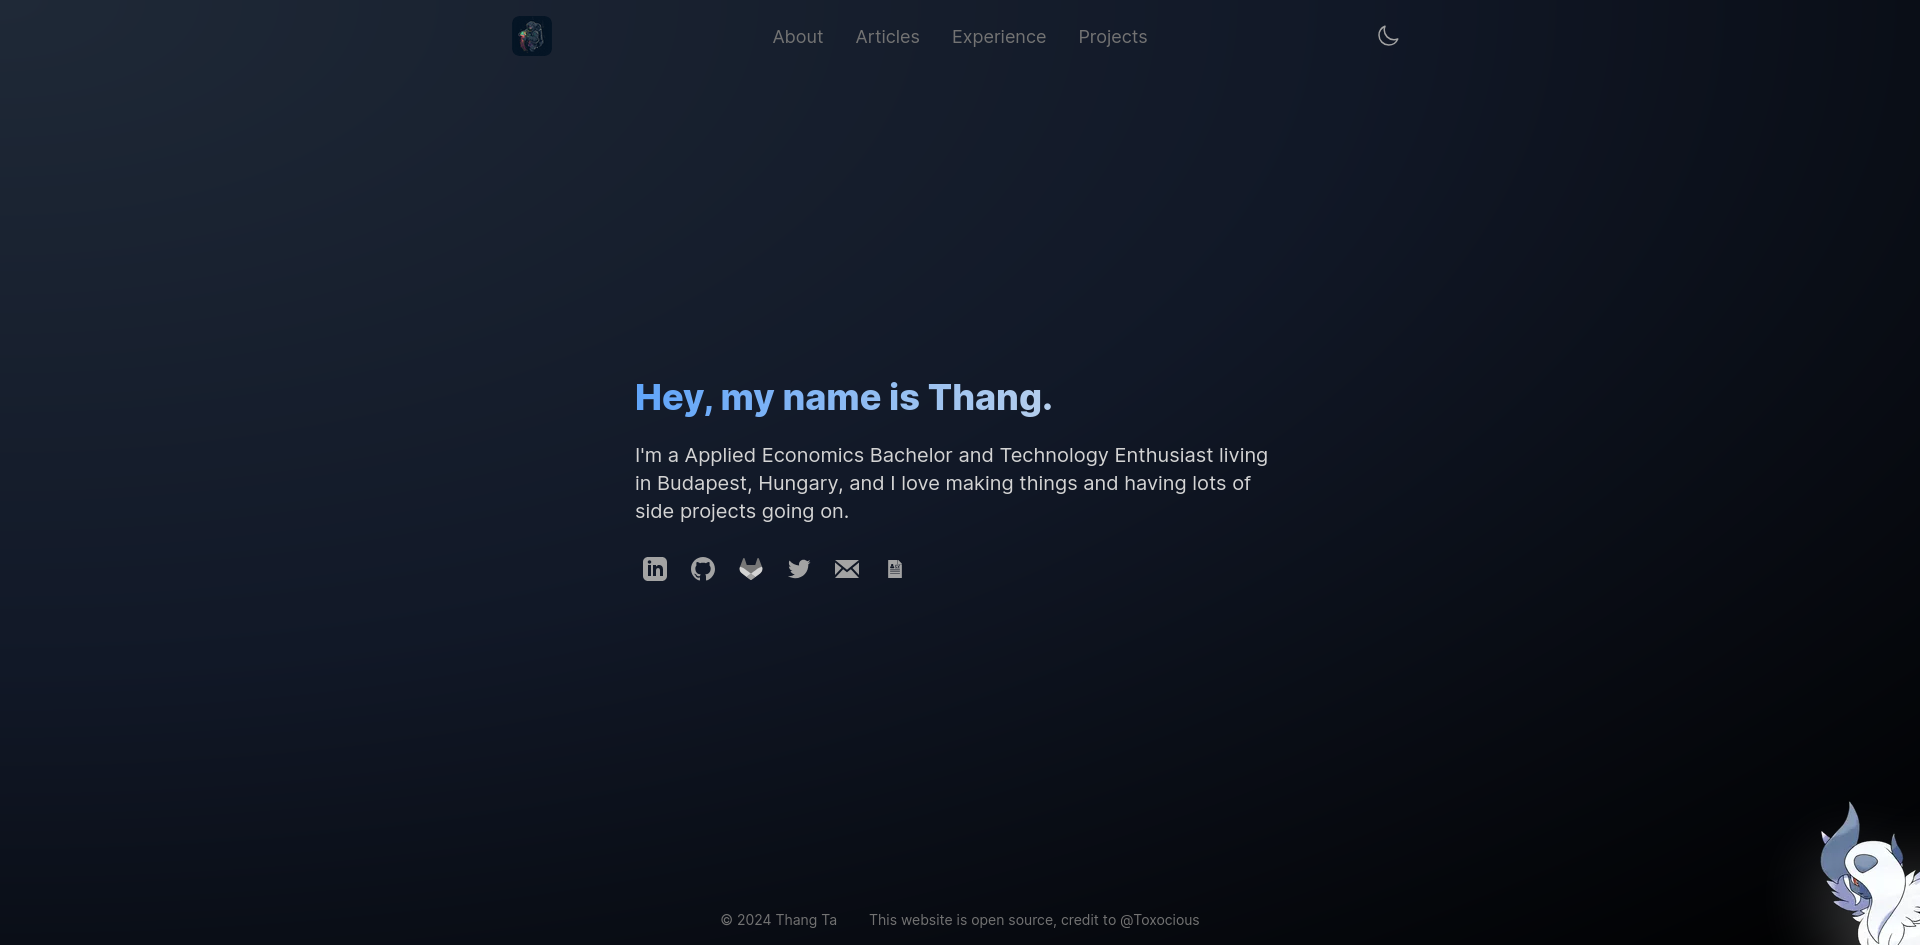 About Articles Experience Projects
Hey, my name is Thang.
I'm a Applied Economics Bachelor and Technology Enthusiast living
in Budapest, Hungary, and I love making things and having lots of
side projects going on.
© 2024 Thang Ta This website is open source, credit to @Toxocious